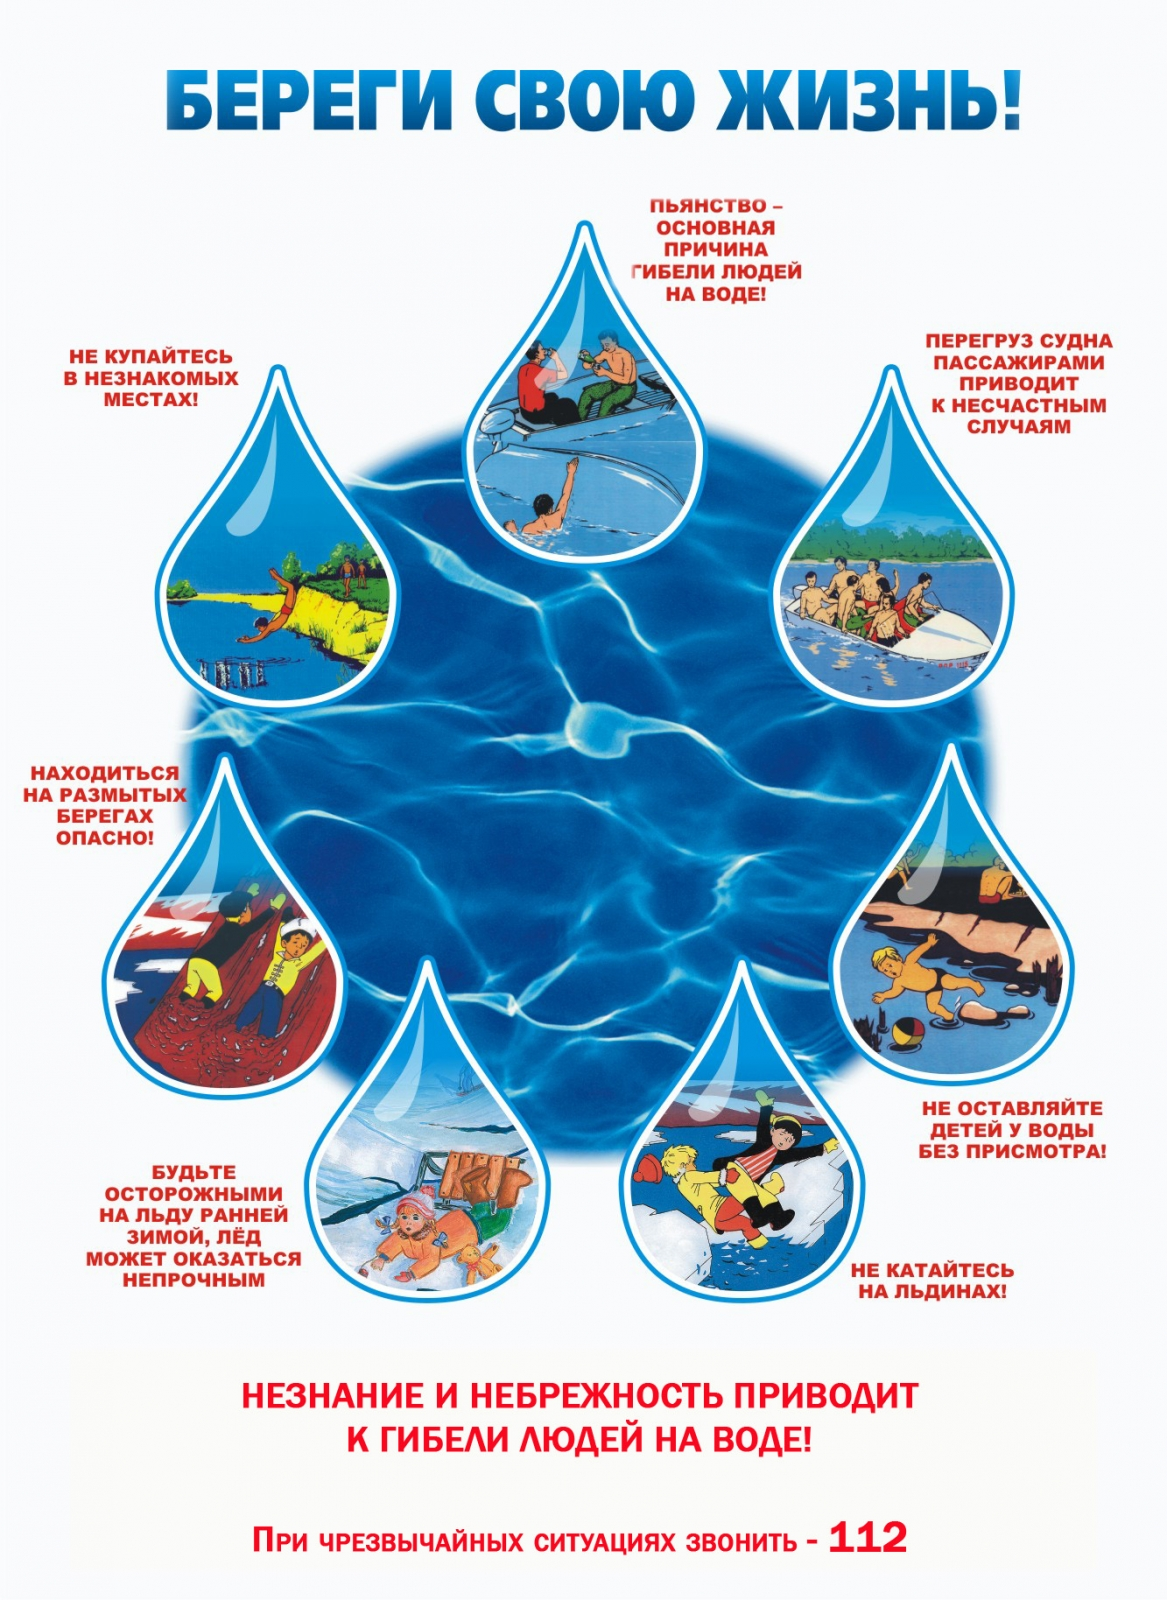 БЕРЕГИ СВОЮ ЖИЗНЬ!
ПЬЯНСТВО –
ОСНОВНАЯ
ПРИЧИНА
ГИБЕЛИ ЛЮДЕЙ
НА ВОДЕ!
НЕ КУПАЙТЕСЬ
В НЕЗНАКОМЫХ
МЕСТАХ!
ПЕРЕГРУЗ СУДНА
ПАССАЖИРАМИ
ПРИВОДИТ
К НЕСЧАСТНЫМ
СЛУЧАЯМ
НАХОДИТЬСЯ
НА РАЗМЫТЫХ
БЕРЕГАХ
ОПАСНО!
НЕ ОСТАВЛЯЙТЕ
ДЕТЕЙ У ВОДЫ
БЕЗ ПРИСМОТРА!
БУДЬТЕ
ОСТОРОЖНЫМИ
НА ЛЬДУ РАННЕЙ
ЗИМОЙ, ЛЁД
МОЖЕТ ОКАЗАТЬСЯ
НЕПРОЧНЫМ
НЕ КАТАЙТЕСЬ
НА ЛЬДИНАХ!
НЕЗНАНИЕ И НЕБРЕЖНОСТЬ ПРИВОДИТ
К ГИБЕЛИ ЛЮДЕЙ НА ВОДЕ!
ПРИ ЧРЕЗВЫЧАЙНЫХ СИТУАЦИЯХ ЗВОНИТЬ - 112